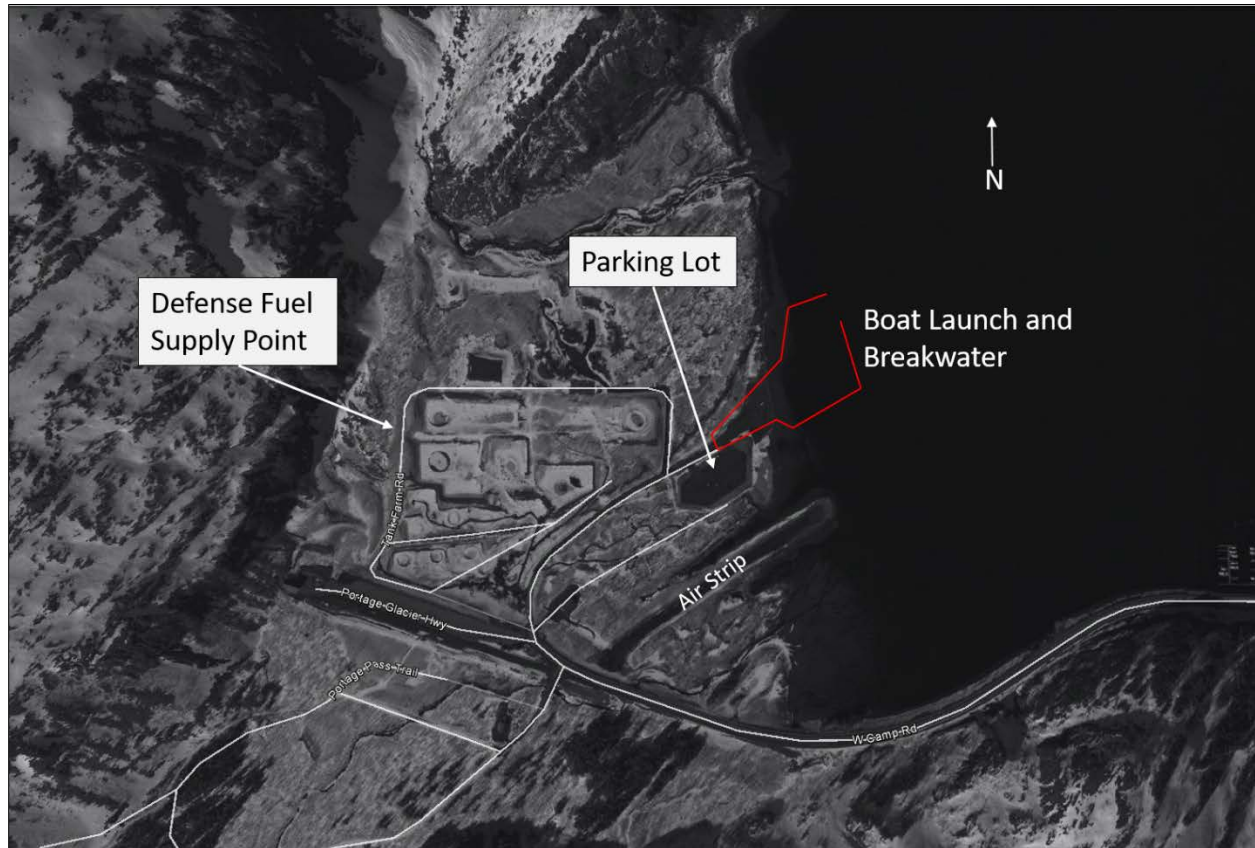 N
Parking Lot
Defense Fuel
Supply Point
Boat Launch and
Breakwater
Tank Farm Rd
Air Strip
Portage Glacier Hwy
Portage Pass Trail
W Camp Rd